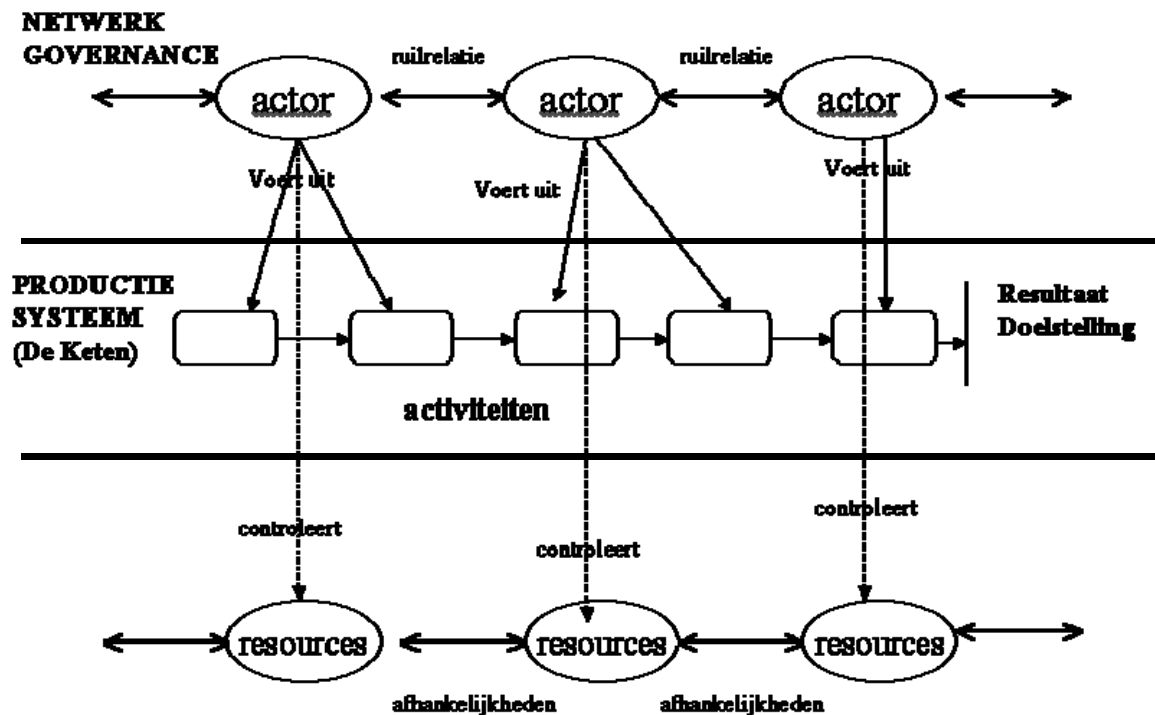 NETWERK
GOVERNANCE
ruilrelatie
ruilrelatie
actor
actor
actor
Voert uit
Voert uit
Voert uit
PRODUCTIE
SYSTEEM
(De Keten)
Resultaat
Doelstelling
activiteiten
controleert
controleert
controleert
resources
resources
resources
afhankelijkheden
afhankelijkheden